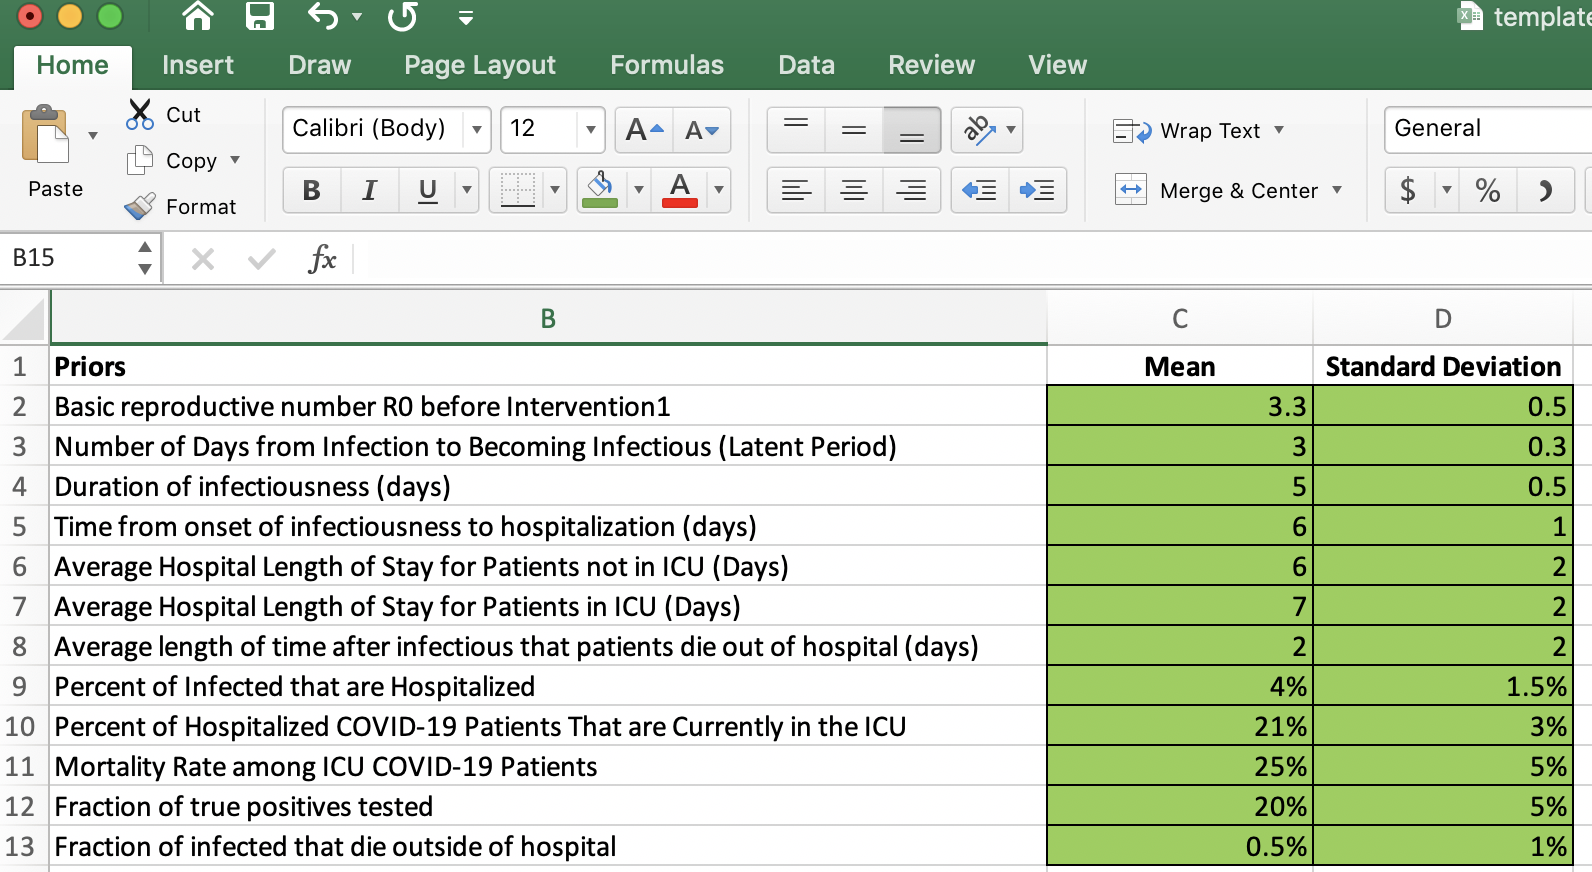 template
Home Insert Draw Page Layout Formulas Data Review View
Paste
Cut
Copy
Format
Calibri (Body) 12 A A
B I U A
ab
Wrap Text
Merge & Center
General
$ %
B15 fx
B C D
1 Priors Mean Standard Deviation
2 Basic reproductive number R0 before Intervention1 3.3 0.5
3 Number of Days from Infection to Becoming Infectious (Latent Period) 3 0.3
4 Duration of infectiousness (days) 5 0.5
5 Time from onset of infectiousness to hospitalization (days) 6 1
6 Average Hospital Length of Stay for Patients not in ICU (Days) 6 2
7 Average Hospital Length of Stay for Patients in ICU (Days) 7 2
8 Average length of time after infectious that patients die out of hospital (days) 2 2
9 Percent of Infected that are Hospitalized 4% 1.5%
10 Percent of Hospitalized COVID-19 Patients That are Currently in the ICU 21% 3%
11 Mortality Rate among ICU COVID-19 Patients 25% 5%
12 Fraction of true positives tested 20% 5%
13 Fraction of infected that die outside of hospital 0.5% 1%